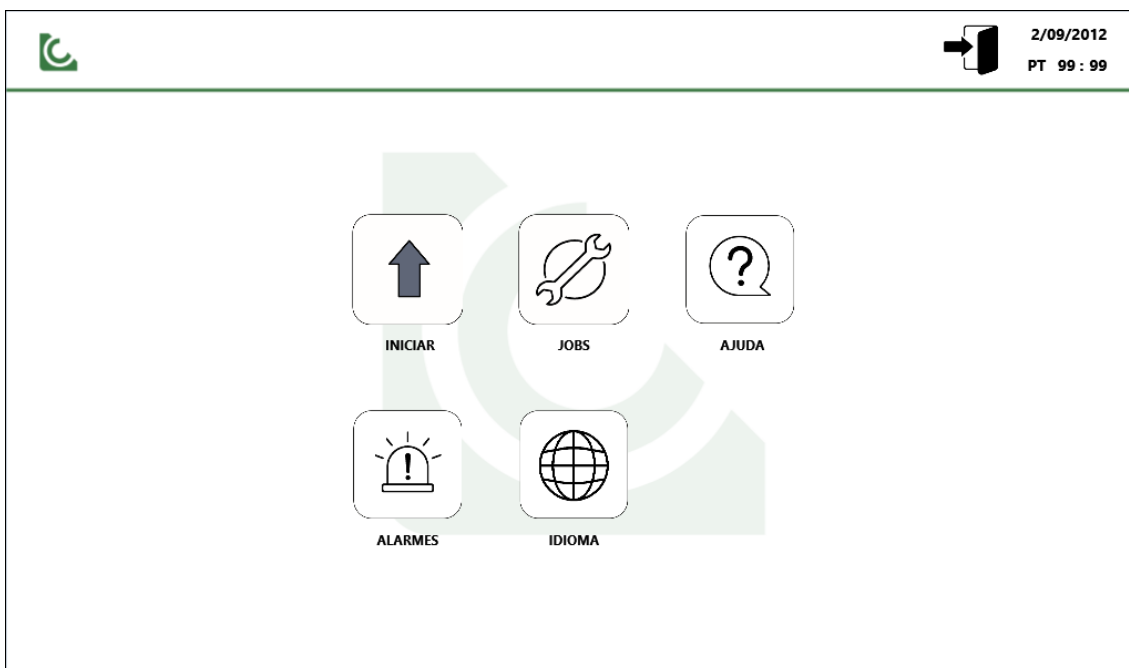 2/09/2012
PT 99 : 99
INICIAR
JOBS
AJUDA
ALARMES
IDIOMA